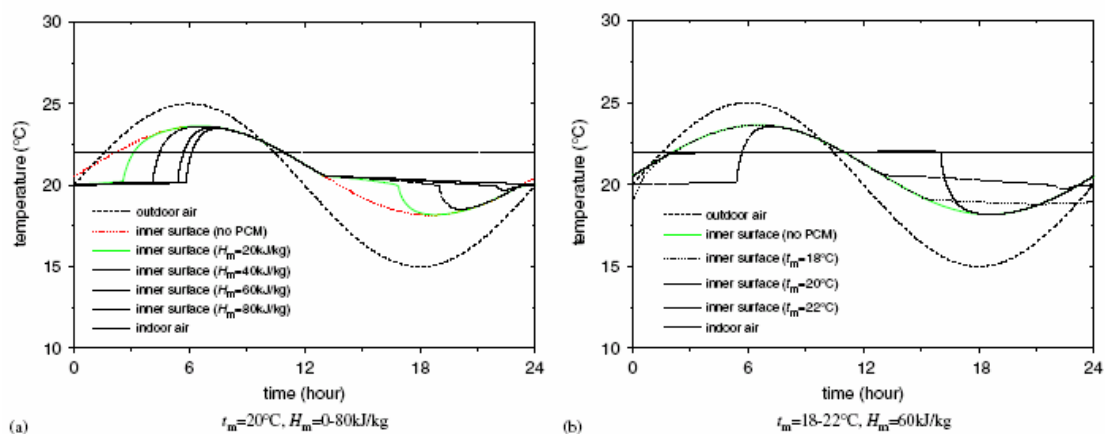 30
25
20
15
10
temperature (°C)
outdoor air
inner surface (no PCM)
inner surface (Hm=20kJ/kg)
inner surface (Hm=40kJ/kg)
inner surface (Hm=60kJ/kg)
inner surface (Hm=80kJ/kg)
indoor air
0 6 12 18 24
time (hour)
(a) tm=20°C, Hm=0-80kJ/kg
30
25
20
15
10
temperature (°C)
outdoor air
inner surface (no PCM)
inner surface (tm=18°C)
inner surface (tm=20°C)
inner surface (tm=22°C)
indoor air
0 6 12 18 24
time (hour)
(b) tm=18-22°C, Hm=60kJ/kg